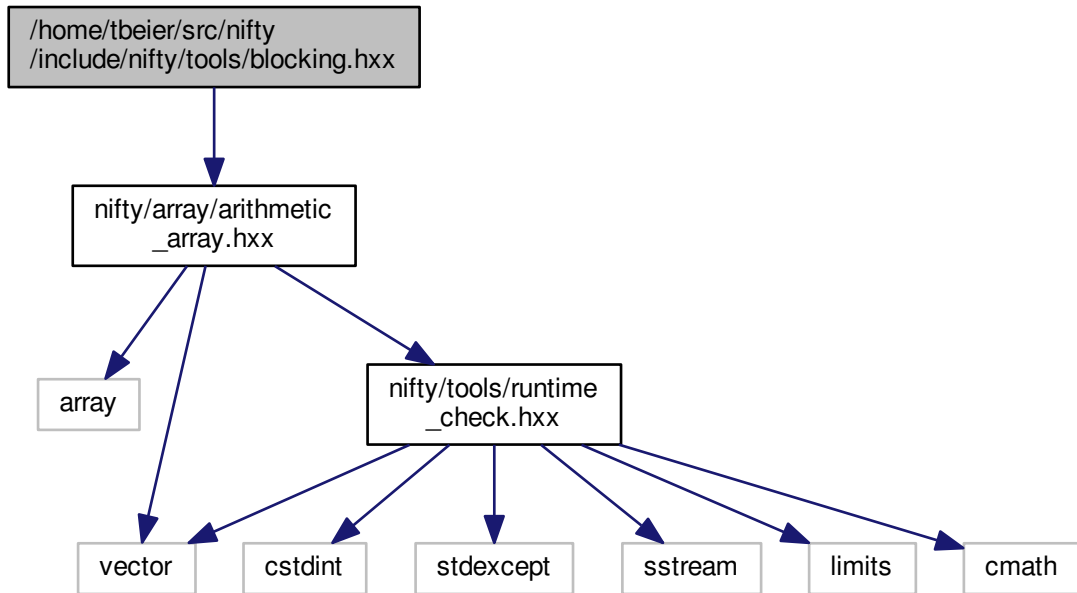 /home/tbeier/src/nifty
/include/nifty/tools/blocking.hxx
nifty/array/arithmetic
_array.hxx
array
nifty/tools/runtime
_check.hxx
vector
cstdint
stdexcept
sstream
limits
cmath